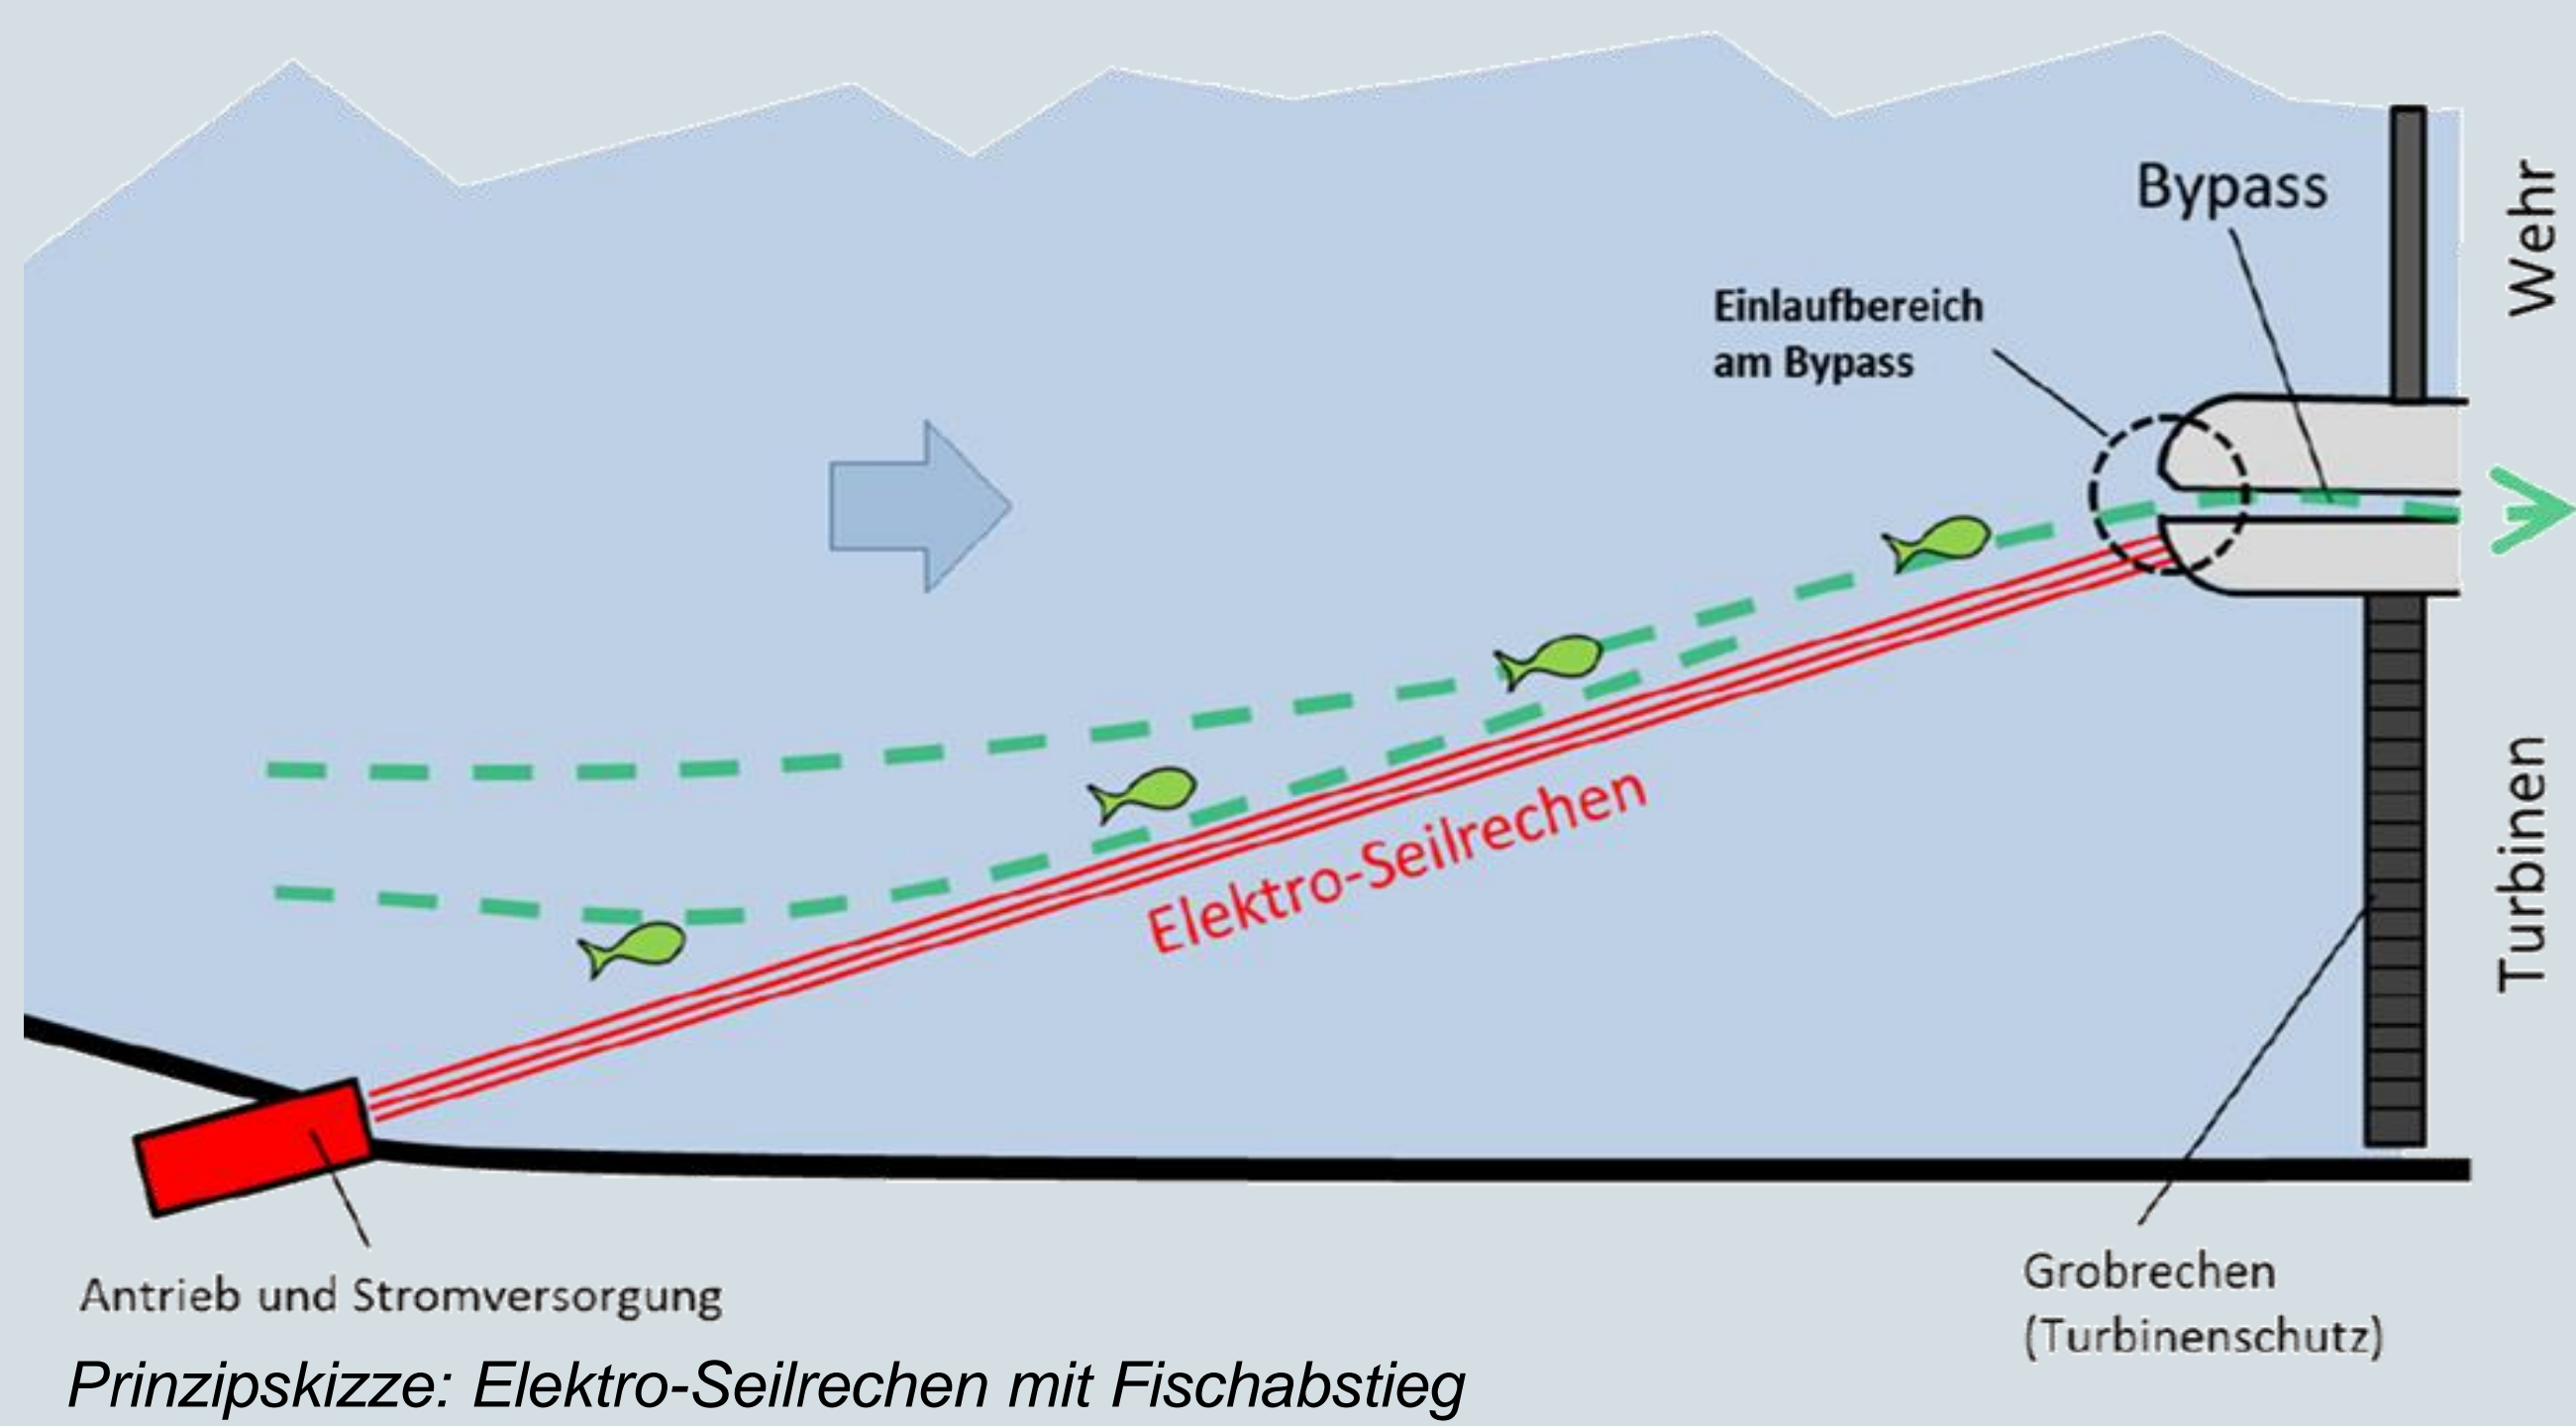 Wehr
Bypass
Einlaufbereich
am Bypass
Elektro-Seilrechen
Turbinen
Antrieb und Stromversorgung
Grobrechen
(Turbinenschutz)
Prinzipskizze: Elektro-Seilrechen mit Fischabstieg